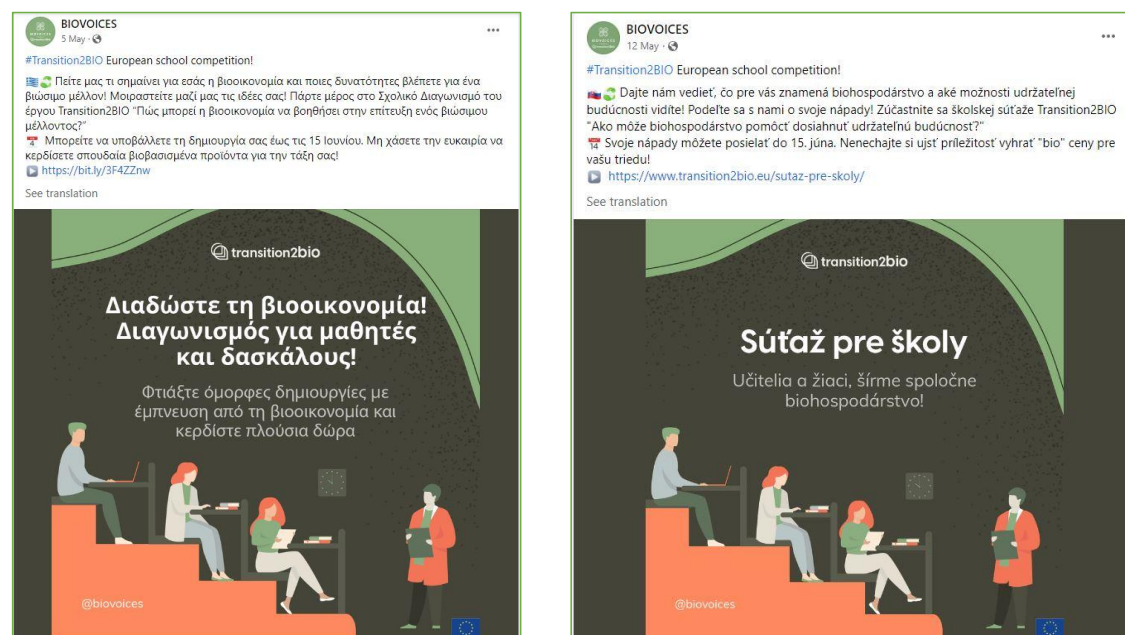 BIOVOICES
5 May
#Transition2BIO European school competition!
Πείτε μας τι σημαίνει για εσάς η βιοοικονομία και ποιες δυνατότητες βλέπετε για ένα
βιώσιμο μέλλον! Μοιραστείτε μαζί μας τις ιδέες σας! Πάρτε μέρος στο Σχολικό Διαγωνισμό του
έργου Transition2BIO "Πώς μπορεί η βιοοικονομία να βοηθήσει στην επίτευξη ενός βιώσιμου
μέλλοντος?"
Μπορείτε να υποβάλλετε τη δημιουργία σας έως τις 15 Ιουνίου. Μη χάσετε την ευκαιρία να
κερδίσετε σπουδαία βιοβασισμένα προϊόντα για την τάξη σας!
https://bit.ly/3F4ZZnw
See translation
transition2bio
Διαδώστε τη βιοοικονομία!
Διαγωνισμός για μαθητές
και δασκάλους!
Φτιάξτε όμορφες δημιουργίες με
έμπνευση από τη βιοοικονομία και
κερδίστε πλούσια δώρα
@biovoices
BIOVOICES
12 May
#Transition2BIO European school competition!
Dajte nám vedieť, čo pre vás znamená biohospodárstvo a aké možnosti udržateľnej
budúcnosti vidíte! Podeľte sa s nami o svoje nápady! Zúčastnite sa školskej súťaže Transition2BIO
"Ako môže biohospodárstvo pomôcť dosiahnuť udržateľnú budúcnosť?"
Svoje nápady môžete posielať do 15. júna. Nenechajte si ujsť príležitosť vyhrať "bio" ceny pre
vašu triedu!
https://www.transition2bio.eu/sutaz-pre-skoly/
See translation
transition2bio
Súťaž pre školy
Učitelia a žiaci, šírme spoločne
biohospodárstvo!
@biovoices